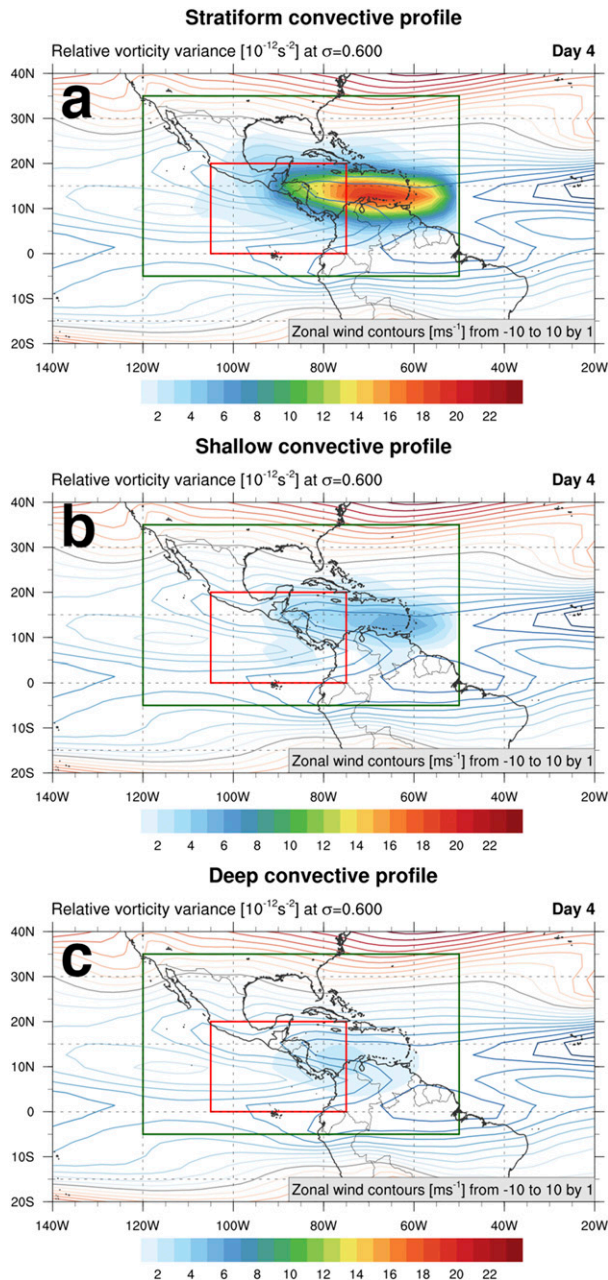 Stratiform convective profile
Relative vorticity variance [10⁻¹²s⁻²] at σ=0.600 Day 4
a
40N
30N
20N
10N
0
10S
20S
Zonal wind contours [ms⁻¹] from -10 to 10 by 1
140W 120W 100W 80W 60W 40W 20W
2 4 6 8 10 12 14 16 18 20 22
Shallow convective profile
Relative vorticity variance [10⁻¹²s⁻²] at σ=0.600 Day 4
b
40N
30N
20N
10N
0
10S
20S
Zonal wind contours [ms⁻¹] from -10 to 10 by 1
140W 120W 100W 80W 60W 40W 20W
2 4 6 8 10 12 14 16 18 20 22
Deep convective profile
Relative vorticity variance [10⁻¹²s⁻²] at σ=0.600 Day 4
c
40N
30N
20N
10N
0
10S
20S
Zonal wind contours [ms⁻¹] from -10 to 10 by 1
140W 120W 100W 80W 60W 40W 20W
2 4 6 8 10 12 14 16 18 20 22